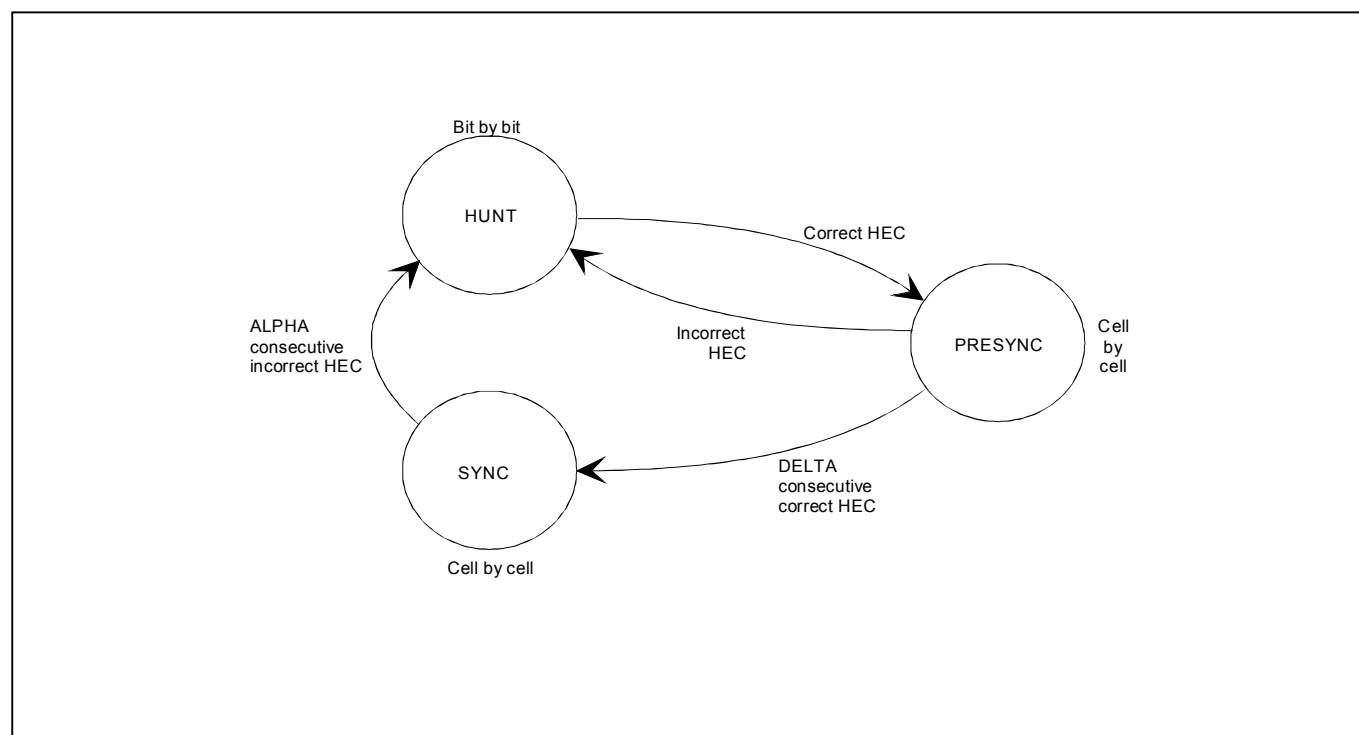 Bit by bit
HUNT
Correct HEC
Incorrect
HEC
PRESYNC
Cell
by
cell
ALPHA
consecutive
incorrect HEC
SYNC
DELTA
consecutive
correct HEC
Cell by cell